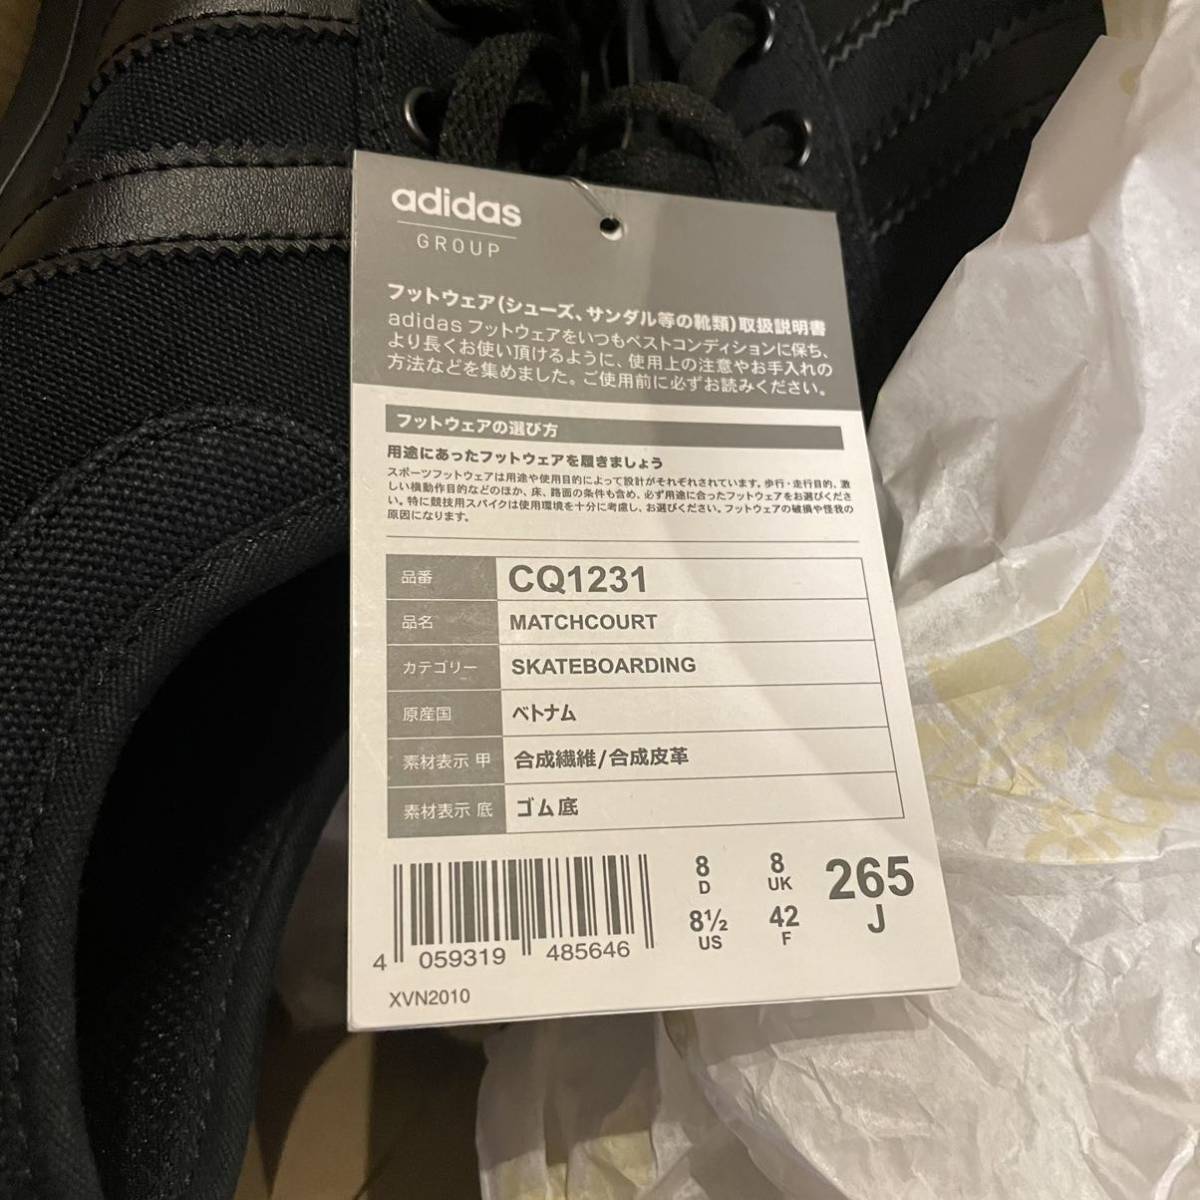 adidas
GROUP
フットウェア(シューズ、サンダル等の靴類)取扱説明書
adidas フットウェアをいつもベストコンディションに保ち、
より長くお使い頂けるように、使用上の注意やお手入れの
方法などを集めました。ご使用前に必ずお読みください。
フットウェアの選び方
用途にあったフットウェアを履きましょう
スポーツフットウェアは用途や使用目的によって設計がそれぞれされています。歩行・走行目的、激
しい横動作目的などのほか、床、路面の条件も含め、必ず用途に合ったフットウェアをお選びくださ
い。特に競技用スパイクは使用環境を十分に考慮し、お選びください。フットウェアの破損や怪我の
原因になります。
品番 CQ1231
品名 MATCHCOURT
カテゴリー SKATEBOARDING
原産国 ベトナム
素材表示 甲 合成繊維/合成皮革
素材表示 底 ゴム底
8 D 8 UK 265 J
8½ US 42 F
4 059319 485646
XVN2010